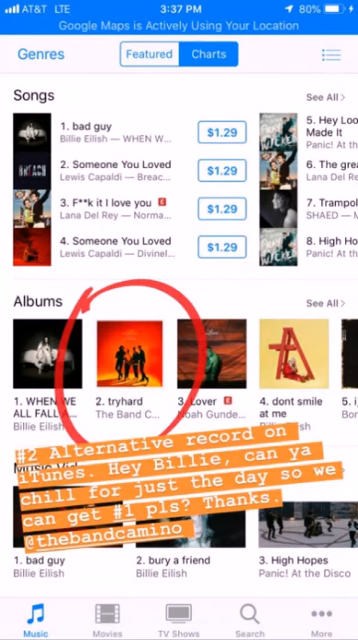 AT&T LTE 3:37 PM 80%
Google Maps is Actively Using Your Location
Genres Featured Charts
Songs See All >
1. bad guy
Billie Eilish — WHEN W...
$1.29
2. Someone You Loved
Lewis Capaldi — Breac...
$1.29
3. F**k it I love you E
Lana Del Rey — Norma...
$1.29
4. Someone You Loved
Lewis Capaldi — Divinel...
$1.29
5. Hey Loo
Made It
Panic! At th
6. The grea
Lana Del Re
7. Trampol
SHAED — M
8. High Hop
Panic! At th
Albums See All >
1. WHEN WE
ALL FALL A...
Billie Eilish
2. tryhard
The Band C...
3. Lover E
Noah Gunde...
4. dont smile
at me
Billie Eilish
5. i,
Bon
#2 Alternative record on
iTunes. Hey Billie, can ya
chill for just the day so we
can get #1 pls? Thanks.
@thebandcamino
1. bad guy
Billie Eilish
2. bury a friend
Billie Eilish
3. High Hopes
Panic! At the Disco
Music Movies TV Shows Search More